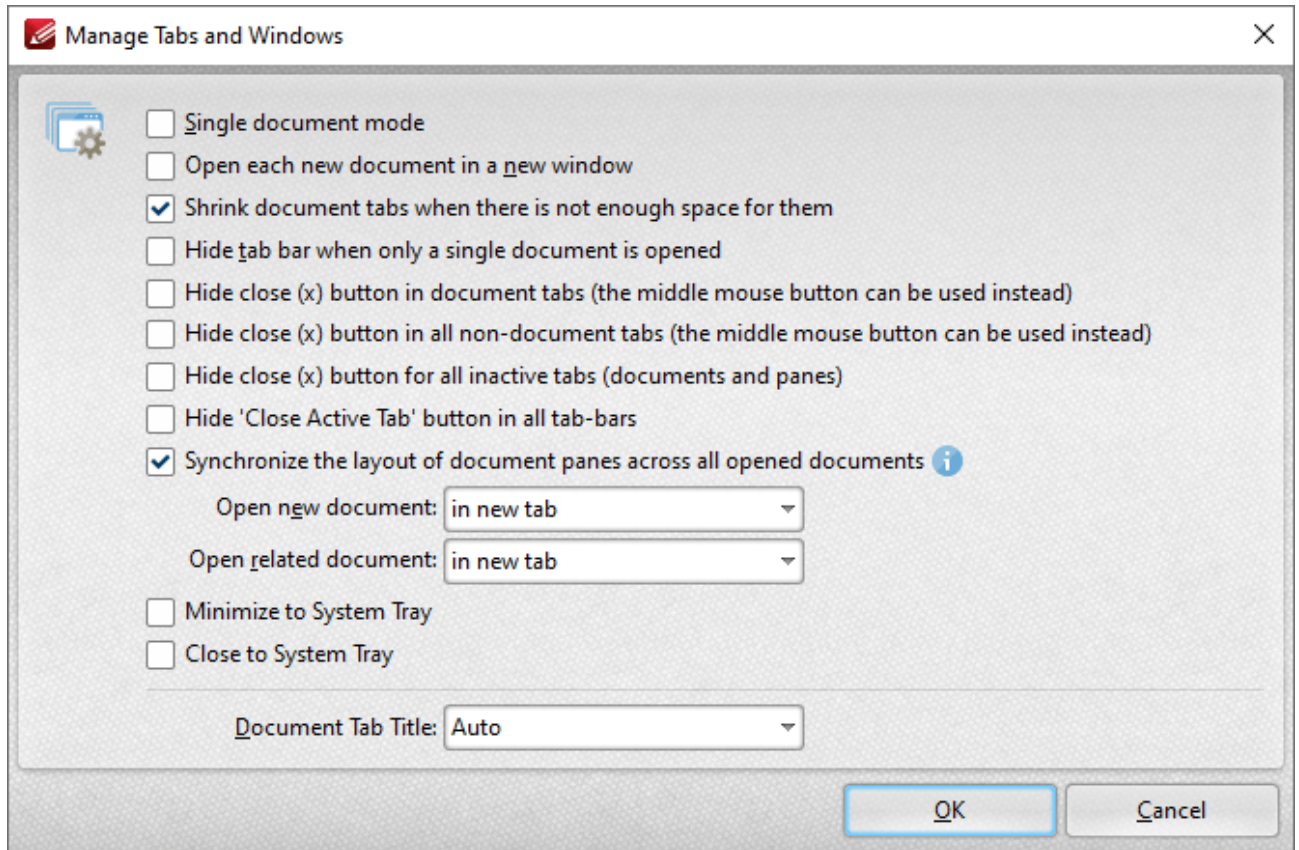 Manage Tabs and Windows
Single document mode
Open each new document in a new window
Shrink document tabs when there is not enough space for them
Hide tab bar when only a single document is opened
Hide close (x) button in document tabs (the middle mouse button can be used instead)
Hide close (x) button in all non-document tabs (the middle mouse button can be used instead)
Hide close (x) button for all inactive tabs (documents and panes)
Hide 'Close Active Tab' button in all tab-bars
Synchronize the layout of document panes across all opened documents
Open new document: in new tab
Open related document: in new tab
Minimize to System Tray
Close to System Tray
Document Tab Title: Auto
OK Cancel